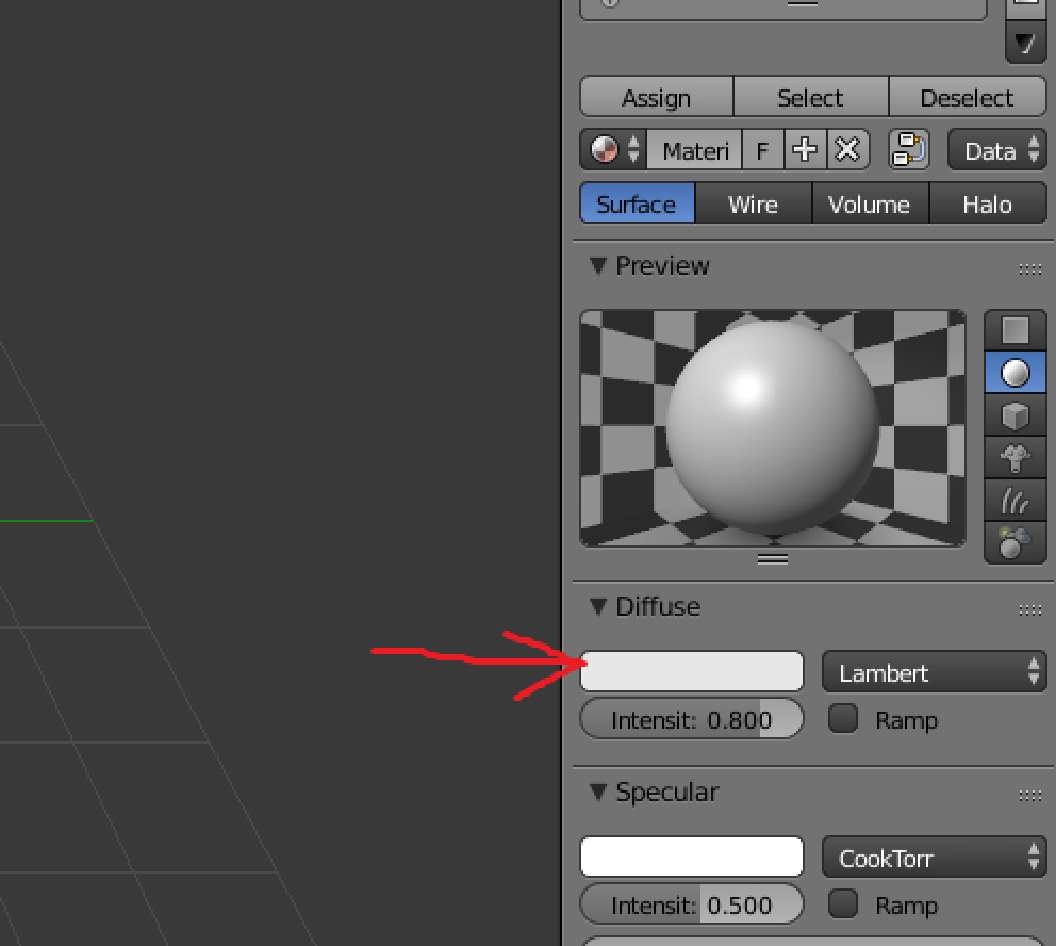 Assign Select Deselect
Materi F Data
Surface Wire Volume Halo
Preview
Diffuse
Lambert
Intensit: 0.800 Ramp
Specular
CookTorr
Intensit: 0.500 Ramp